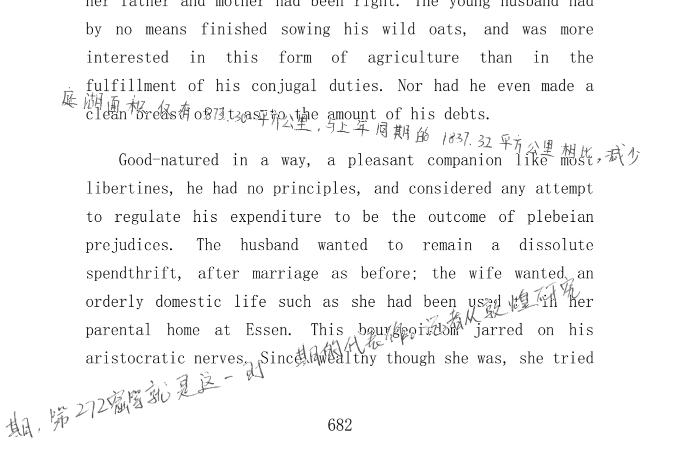 her father and mother had been right. The young husband had
by no means finished sowing his wild oats, and was more
interested in this form of agriculture than in the
fulfillment of his conjugal duties. Nor had he even made a
clean breast of it as to the amount of his debts.
庭湖面积仅有873.30平方公里,与上年同期的1837.32平方公里相比,减少
Good-natured in a way, a pleasant companion like most
libertines, he had no principles, and considered any attempt
to regulate his expenditure to be the outcome of plebeian
prejudices. The husband wanted to remain a dissolute
spendthrift, after marriage as before; the wife wanted an
orderly domestic life such as she had been used to in her
parental home at Essen. This bourgeoisdom jarred on his
aristocratic nerves. Since, wealthy though she was, she tried
期,第272窟等就是这一时期的代表作。记者从敦煌研究
682